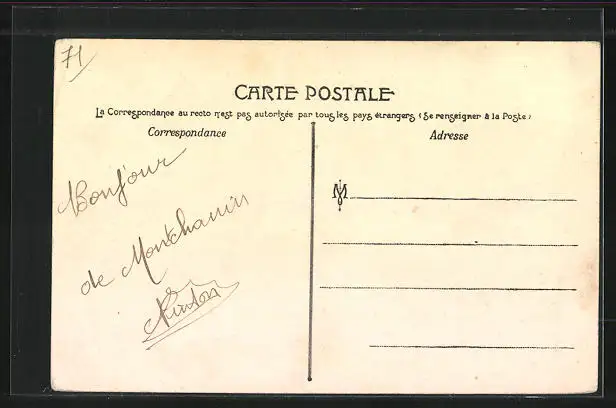 71
CARTE POSTALE
La Correspondance au recto n'est pas autorisée par tous les pays étrangers (Se renseigner à la Poste)
Correspondance
Adresse
M
Bonjour
de Montchanin